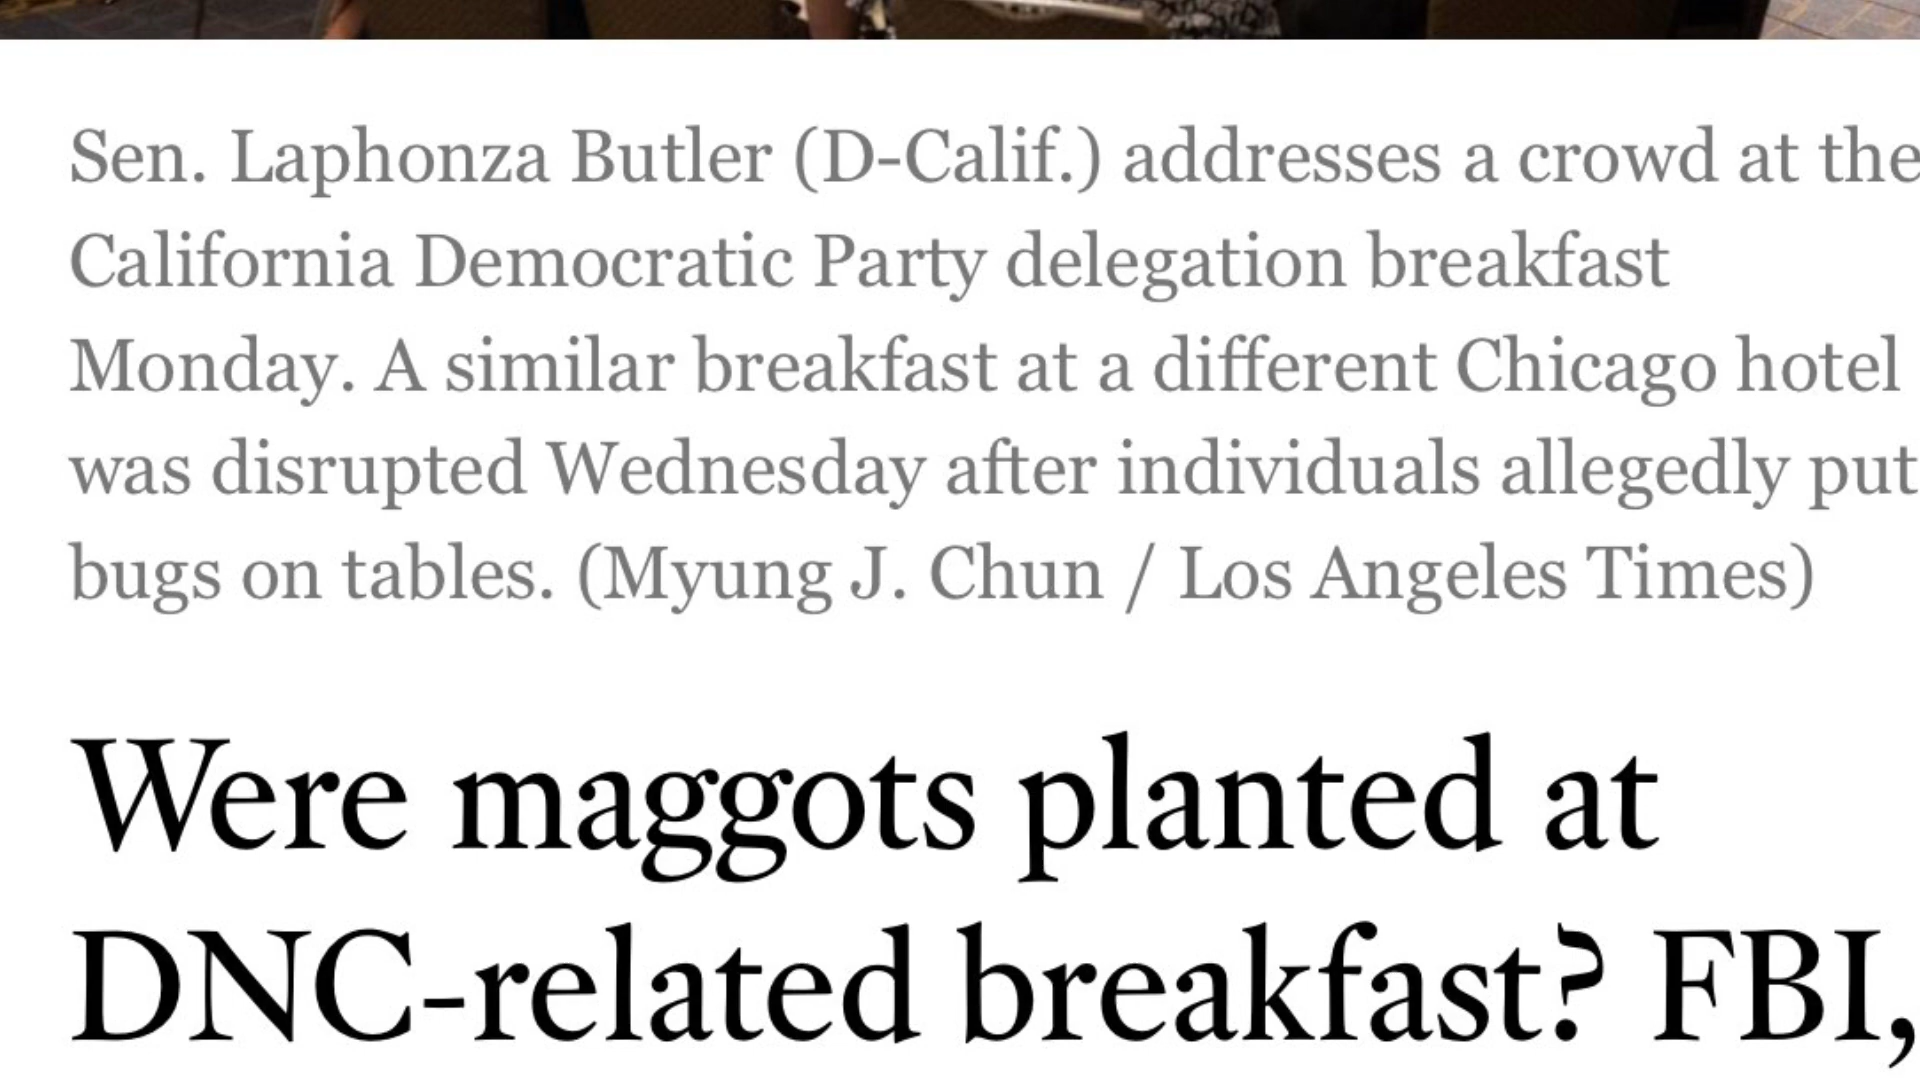 Sen. Laphonza Butler (D-Calif.) addresses a crowd at the
California Democratic Party delegation breakfast
Monday. A similar breakfast at a different Chicago hotel
was disrupted Wednesday after individuals allegedly put
bugs on tables. (Myung J. Chun / Los Angeles Times)
Were maggots planted at
DNC-related breakfast? FBI,